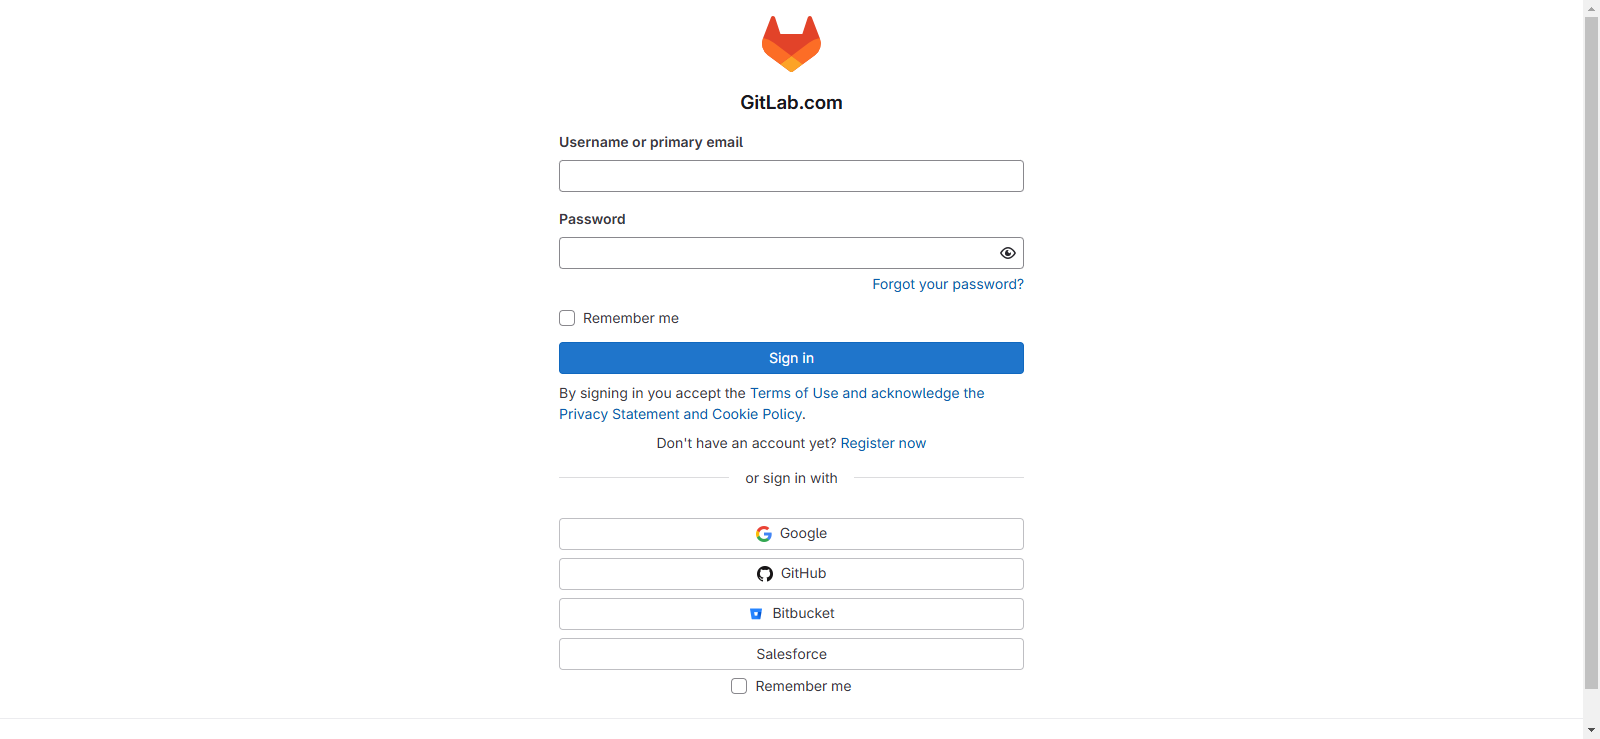 GitLab.com
Username or primary email
Password
Forgot your password?
Remember me
Sign in
By signing in you accept the Terms of Use and acknowledge the
Privacy Statement and Cookie Policy.
Don't have an account yet? Register now
or sign in with
Google
GitHub
Bitbucket
Salesforce
Remember me